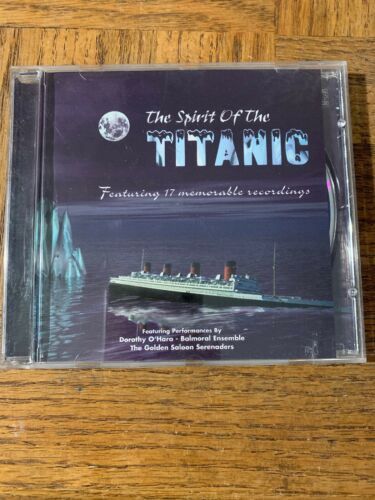 The Spirit Of The
TITANIC
Featuring 17 memorable recordings
Featuring Performances By
Dorothy O'Hara - Balmoral Ensemble
The Golden Saloon Serenaders